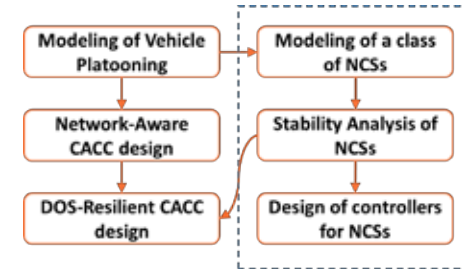 Modeling of Vehicle
Platooning
Modeling of a class
of NCSs
Network-Aware
CACC design
Stability Analysis of
NCSs
DOS-Resilient CACC
design
Design of controllers
for NCSs